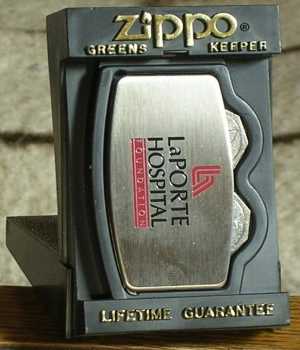 zippo®
GREENS KEEPER
LaPORTE
HOSPITAL
FOUNDATION
LIFETIME GUARANTEE